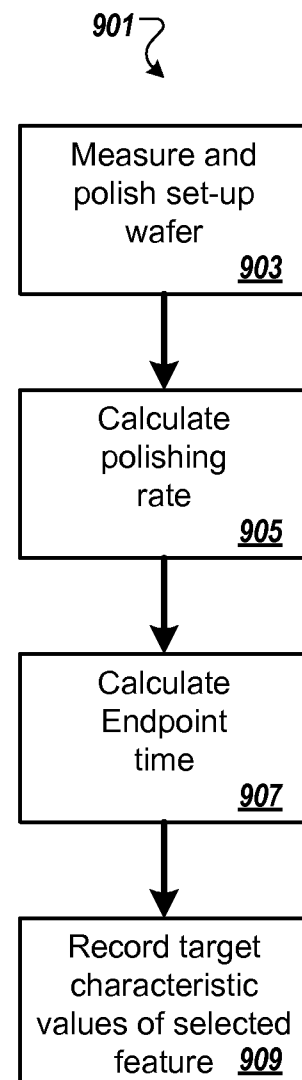 901
Measure and
polish set-up
wafer
903
Calculate
polishing
rate
905
Calculate
Endpoint
time
907
Record target
characteristic
values of selected
feature 909